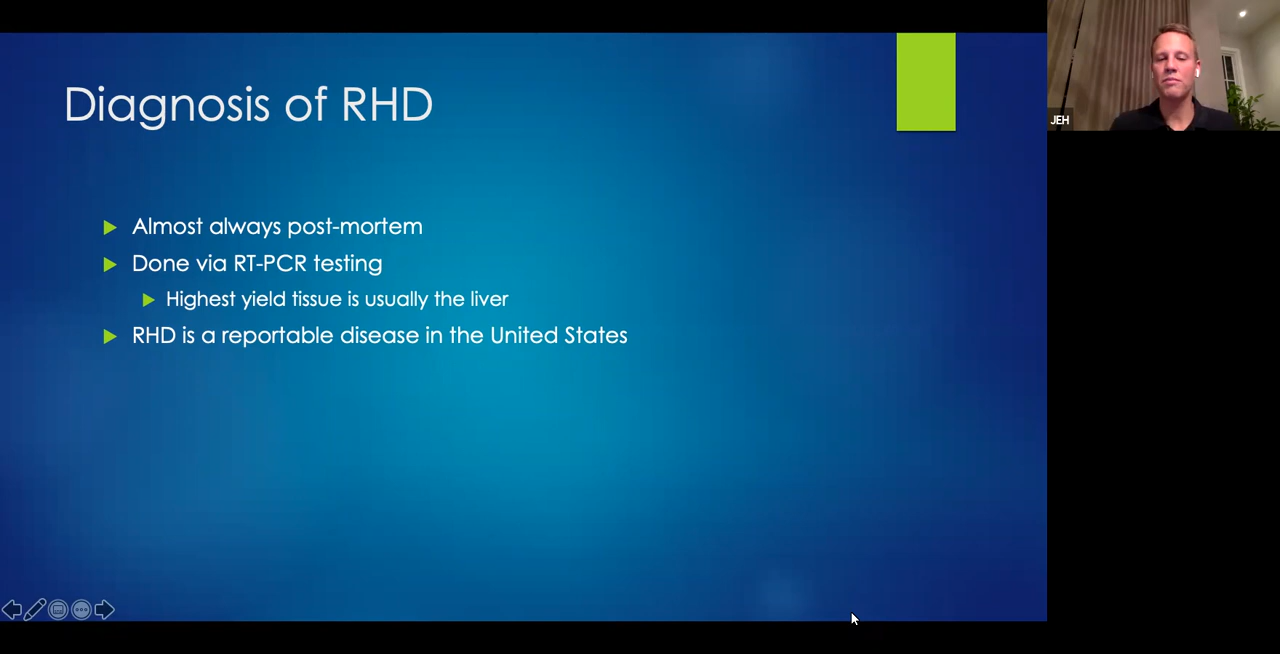 Diagnosis of RHD
Almost always post-mortem
Done via RT-PCR testing
Highest yield tissue is usually the liver
RHD is a reportable disease in the United States
JEH